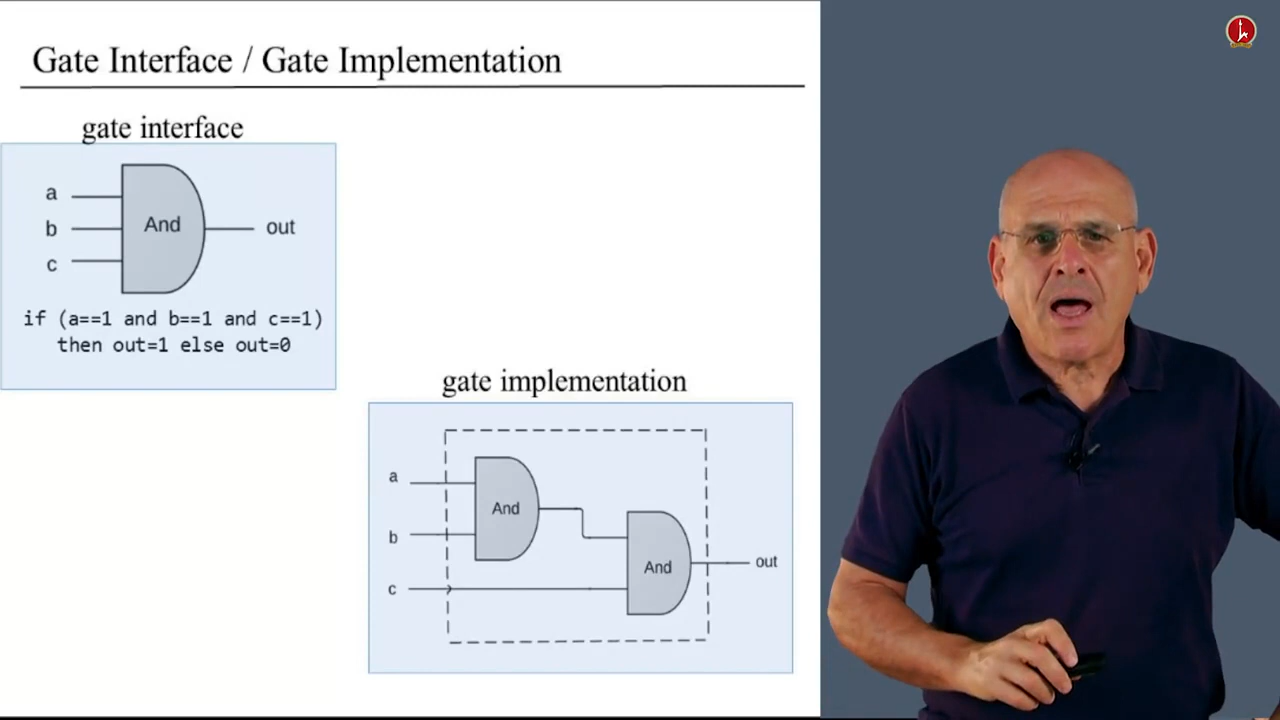 Gate Interface / Gate Implementation
gate interface
a
b
c
And
out
if (a==1 and b==1 and c==1)
then out=1 else out=0
gate implementation
a
b
c
And
And
out